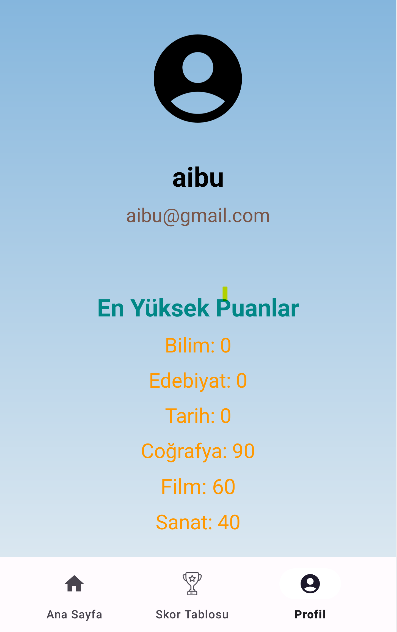 aibu
aibu@gmail.com
En Yüksek Puanlar
Bilim: 0
Edebiyat: 0
Tarih: 0
Coğrafya: 90
Film: 60
Sanat: 40
Ana Sayfa
Skor Tablosu
Profil